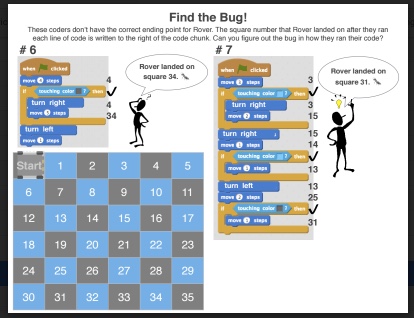 Find the Bug!
These coders don't have the correct ending point for Rover. The square number that Rover landed on after they
ran each line of code is written to the right of the code chunk. Can you figure out the bug in how they ran their code?
# 6
when clicked
move 4 steps 4
if touching color ? then ✓
turn right 4
move 5 steps 34
turn left
move 1 steps
Rover landed on
square 34.
# 7
when clicked
move 3 steps 3
if touching color ? then ✓
turn right 3
move 2 steps 15
turn right 15
move 1 steps 14
if touching color ? then ✓
move 1 steps 13
turn left 13
move 2 steps 25
if touching color ? then ✓
move 1 steps 31
Rover landed on
square 31.
Start 1 2 3 4 5
6 7 8 9 10 11
12 13 14 15 16 17
18 19 20 21 22 23
24 25 26 27 28 29
30 31 32 33 34 35